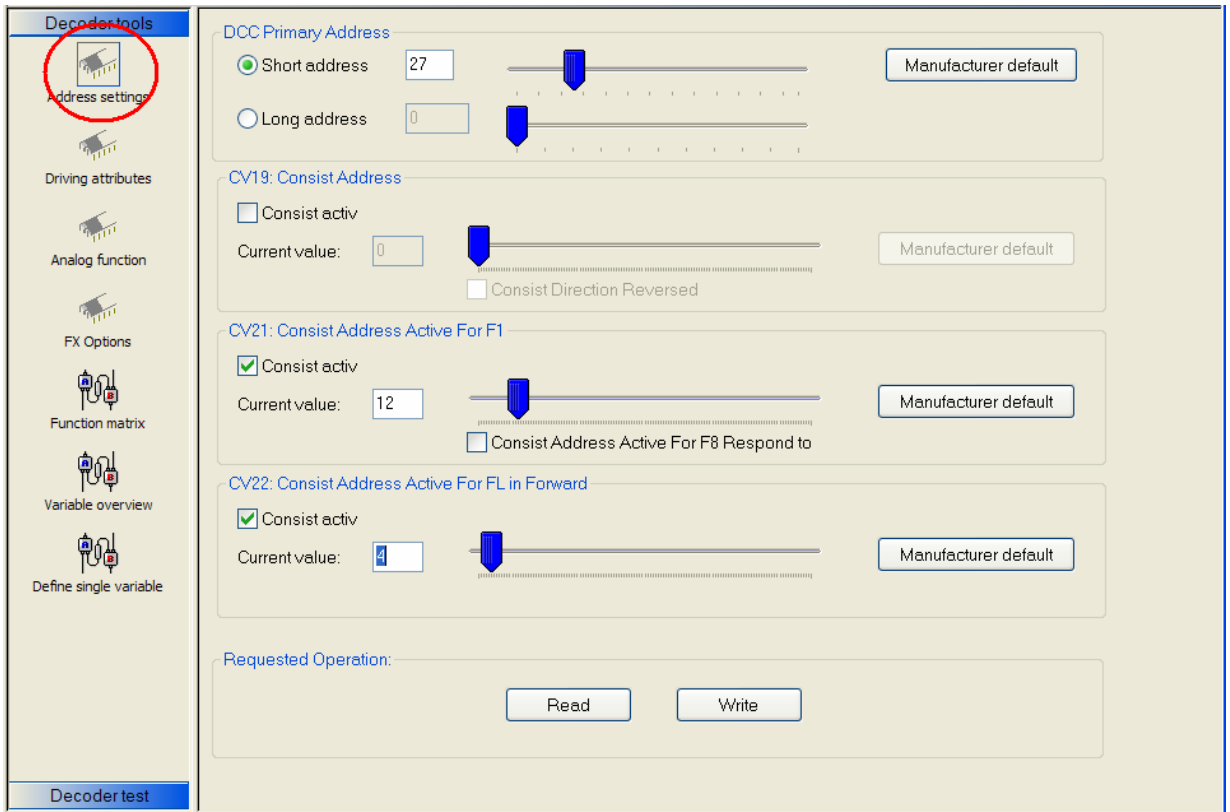 Decoder tools
Address settings
Driving attributes
Analog function
FX Options
Function matrix
Variable overview
Define single variable
Decoder test
DCC Primary Address
Short address 27 Manufacturer default
Long address 0
CV19: Consist Address
Consist activ
Current value: 0 Manufacturer default
Consist Direction Reversed
CV21: Consist Address Active For F1
Consist activ
Current value: 12 Manufacturer default
Consist Address Active For F8 Respond to
CV22: Consist Address Active For FL in Forward
Consist activ
Current value: 4 Manufacturer default
Requested Operation:
Read Write